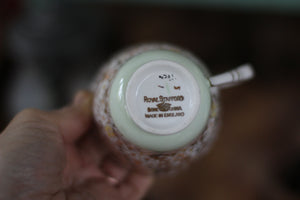 ROYAL STAFFORD
BONE CHINA
MADE IN ENGLAND